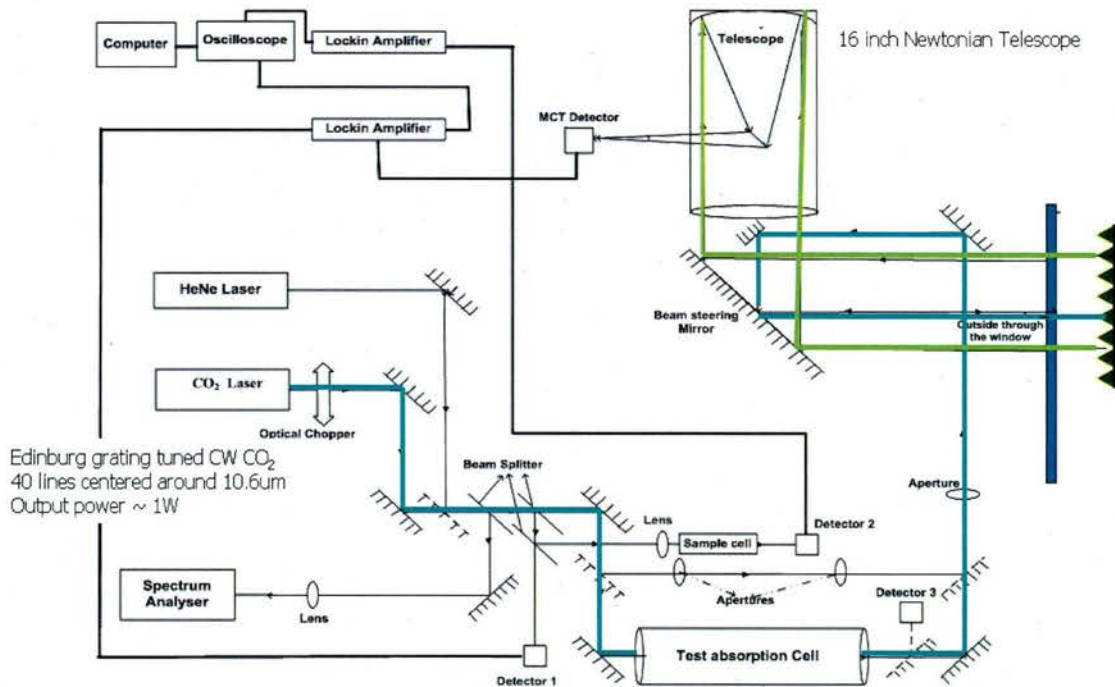 Computer
Oscilloscope
Lockin Amplifier
Telescope
16 inch Newtonian Telescope
MCT Detector
Lockin Amplifier
HeNe Laser
Beam steering
Mirror
Outside through
the window
CO₂ Laser
Optical Chopper
Edinburg grating tuned CW CO₂
40 lines centered around 10.6um
Output power ~ 1W
Beam Splitter
Aperture
Lens
Sample cell
Detector 2
Spectrum
Analyser
Lens
Apertures
Detector 3
Test absorption Cell
Detector 1